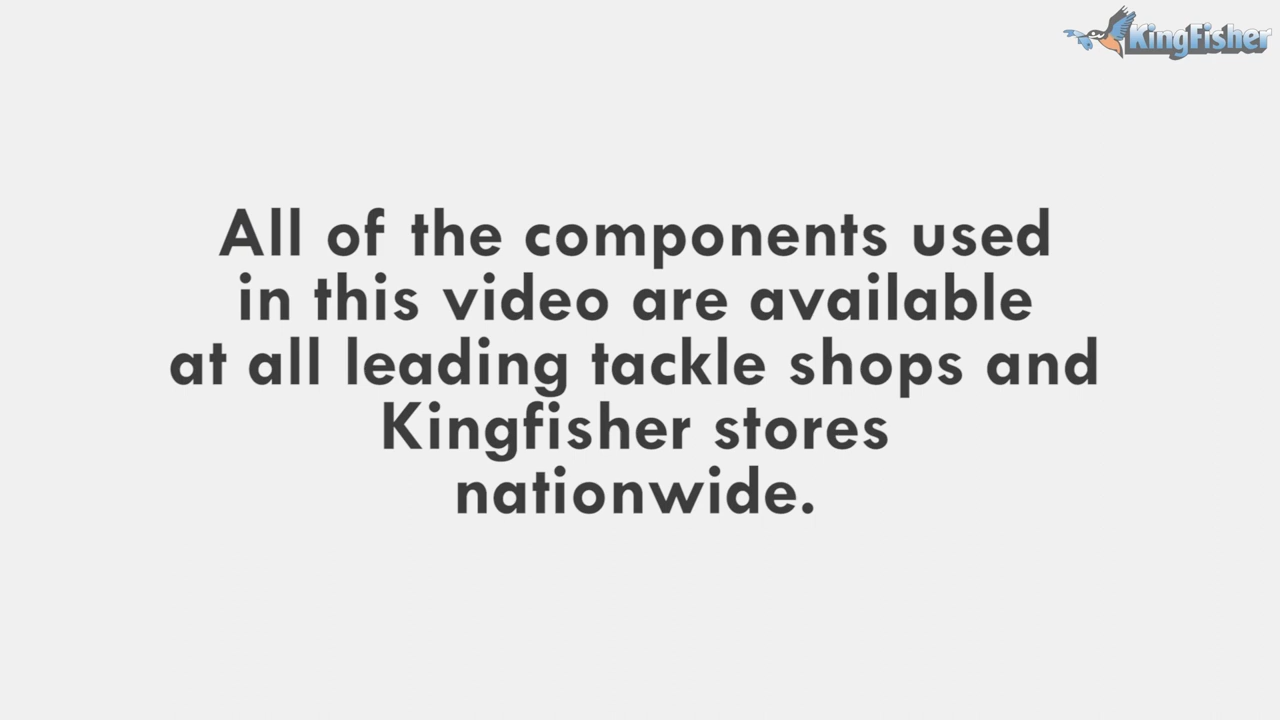 KingFisher
All of the components used
in this video are available
at all leading tackle shops and
Kingfisher stores
nationwide.